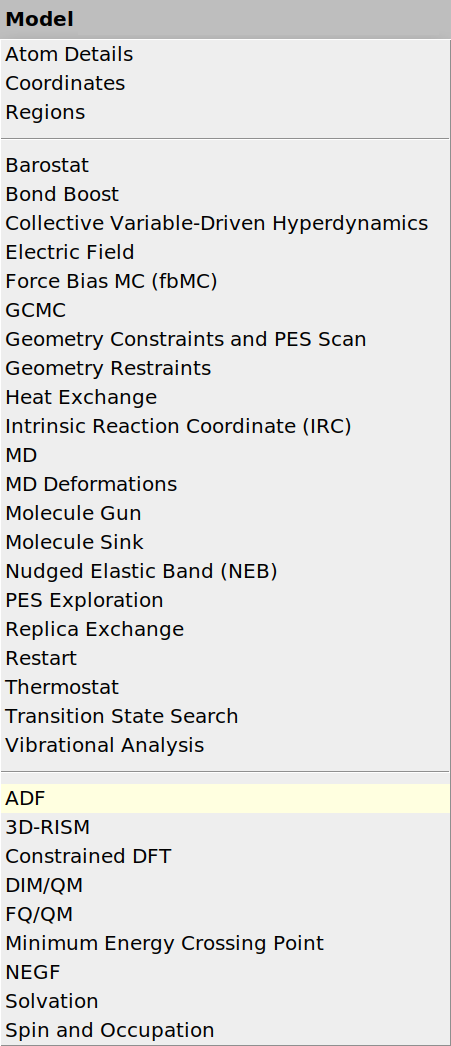 Model
Atom Details
Coordinates
Regions
Barostat
Bond Boost
Collective Variable-Driven Hyperdynamics
Electric Field
Force Bias MC (fbMC)
GCMC
Geometry Constraints and PES Scan
Geometry Restraints
Heat Exchange
Intrinsic Reaction Coordinate (IRC)
MD
MD Deformations
Molecule Gun
Molecule Sink
Nudged Elastic Band (NEB)
PES Exploration
Replica Exchange
Restart
Thermostat
Transition State Search
Vibrational Analysis
ADF
3D-RISM
Constrained DFT
DIM/QM
FQ/QM
Minimum Energy Crossing Point
NEGF
Solvation
Spin and Occupation